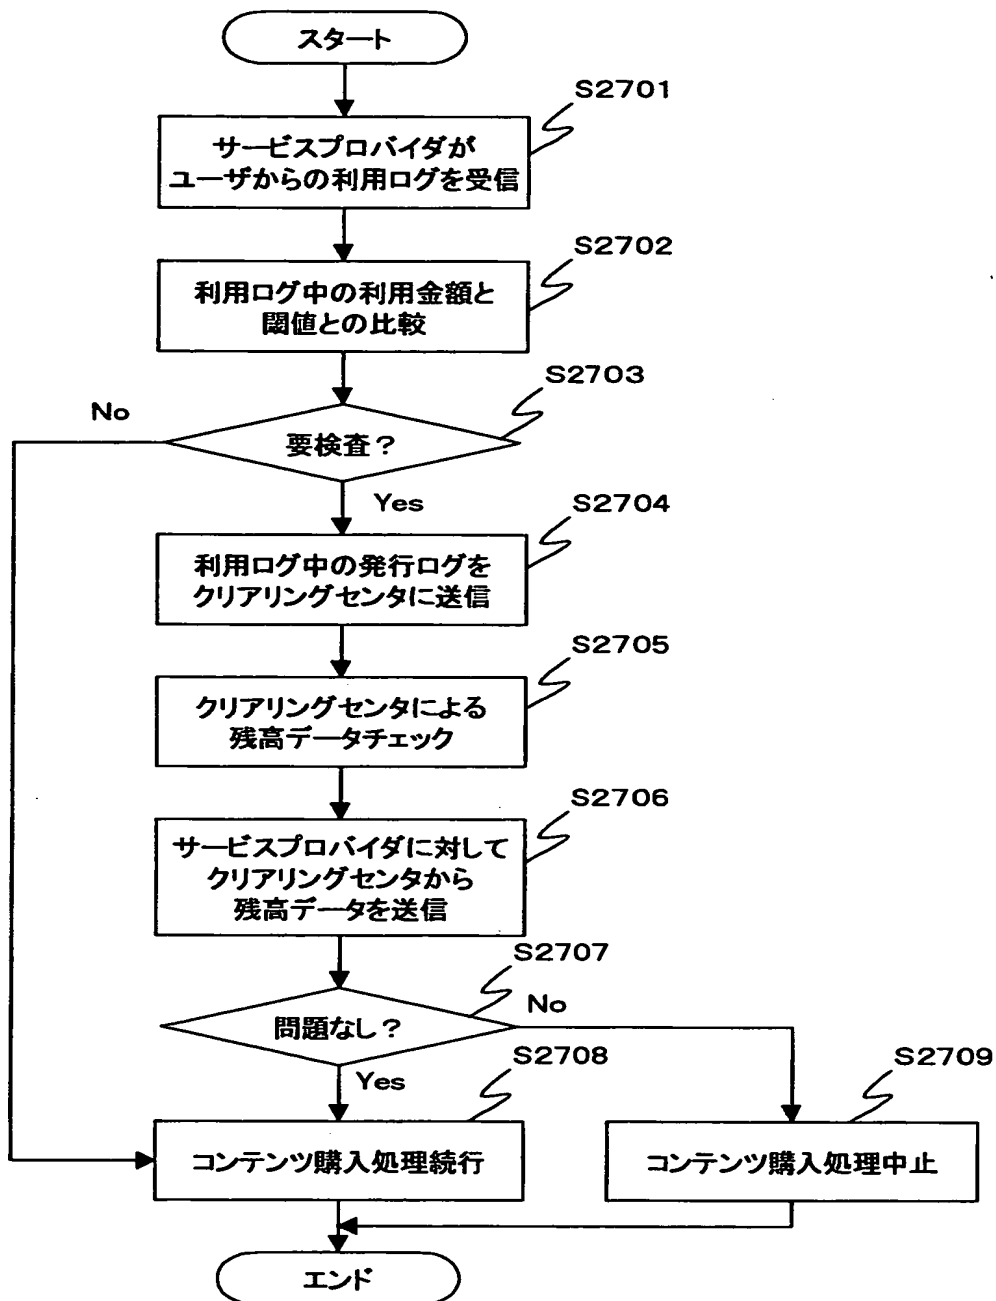 スタート
S2701
サービスプロバイダが
ユーザからの利用ログを受信
S2702
利用ログ中の利用金額と
閾値との比較
S2703
No
要検査？
Yes
S2704
利用ログ中の発行ログを
クリアリングセンタに送信
S2705
クリアリングセンタによる
残高データチェック
S2706
サービスプロバイダに対して
クリアリングセンタから
残高データを送信
S2707
No
問題なし？
Yes
S2708
S2709
コンテンツ購入処理続行
コンテンツ購入処理中止
エンド